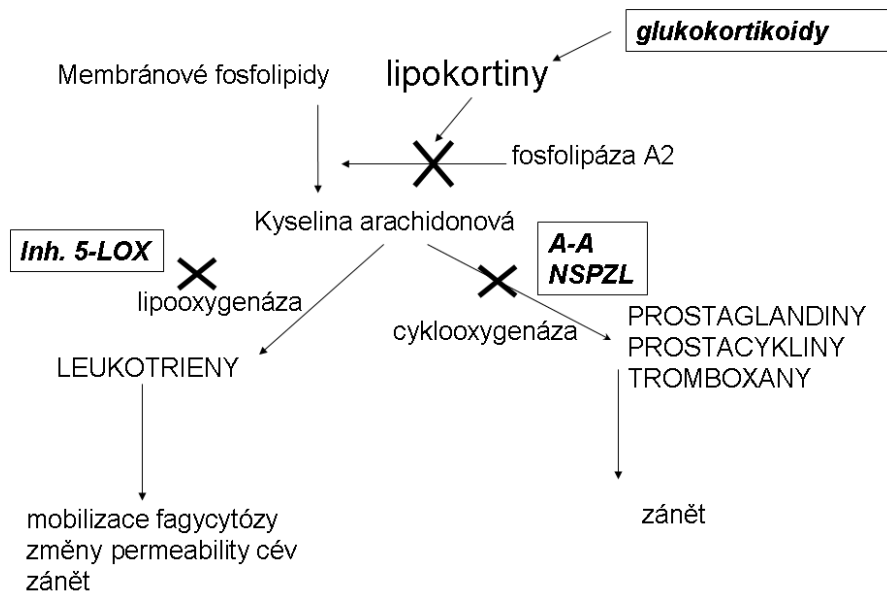 glukokortikoidy
Membránové fosfolipidy
lipokortiny
fosfolipáza A2
Kyselina arachidonová
Inh. 5-LOX
A-A
NSPZL
lipooxygenáza
cyklooxygenáza
PROSTAGLANDINY
PROSTACYKLINY
TROMBOXANY
LEUKOTRIENY
mobilizace fagycytózy
změny permeability cév
zánět
zánět